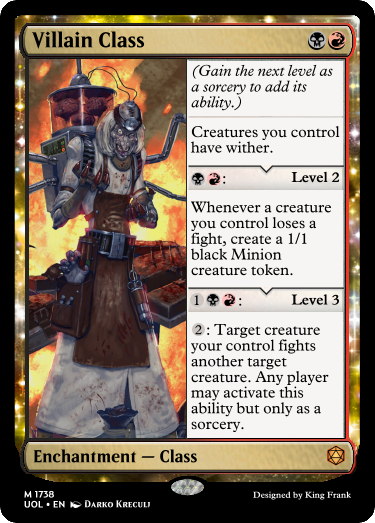 Villain Class
(Gain the next level as
a sorcery to add its
ability.)
Creatures you control
have wither.
: Level 2
Whenever a creature
you control loses a
fight, create a 1/1
black Minion
creature token.
1 : Level 3
2: Target creature
your control fights
another target
creature. Any player
may activate this
ability but only as a
sorcery.
Enchantment — Class
M 1738
UOL • EN Darko Kreculj
Designed by King Frank